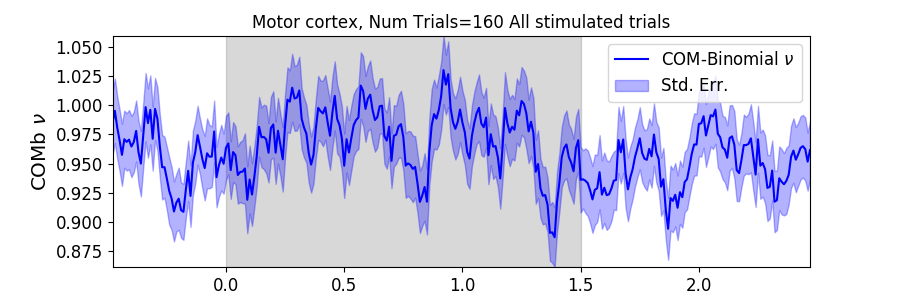 Motor cortex, Num Trials=160 All stimulated trials
COMb ν
1.050
1.025
1.000
0.975
0.950
0.925
0.900
0.875
COM-Binomial ν
Std. Err.
0.0 0.5 1.0 1.5 2.0